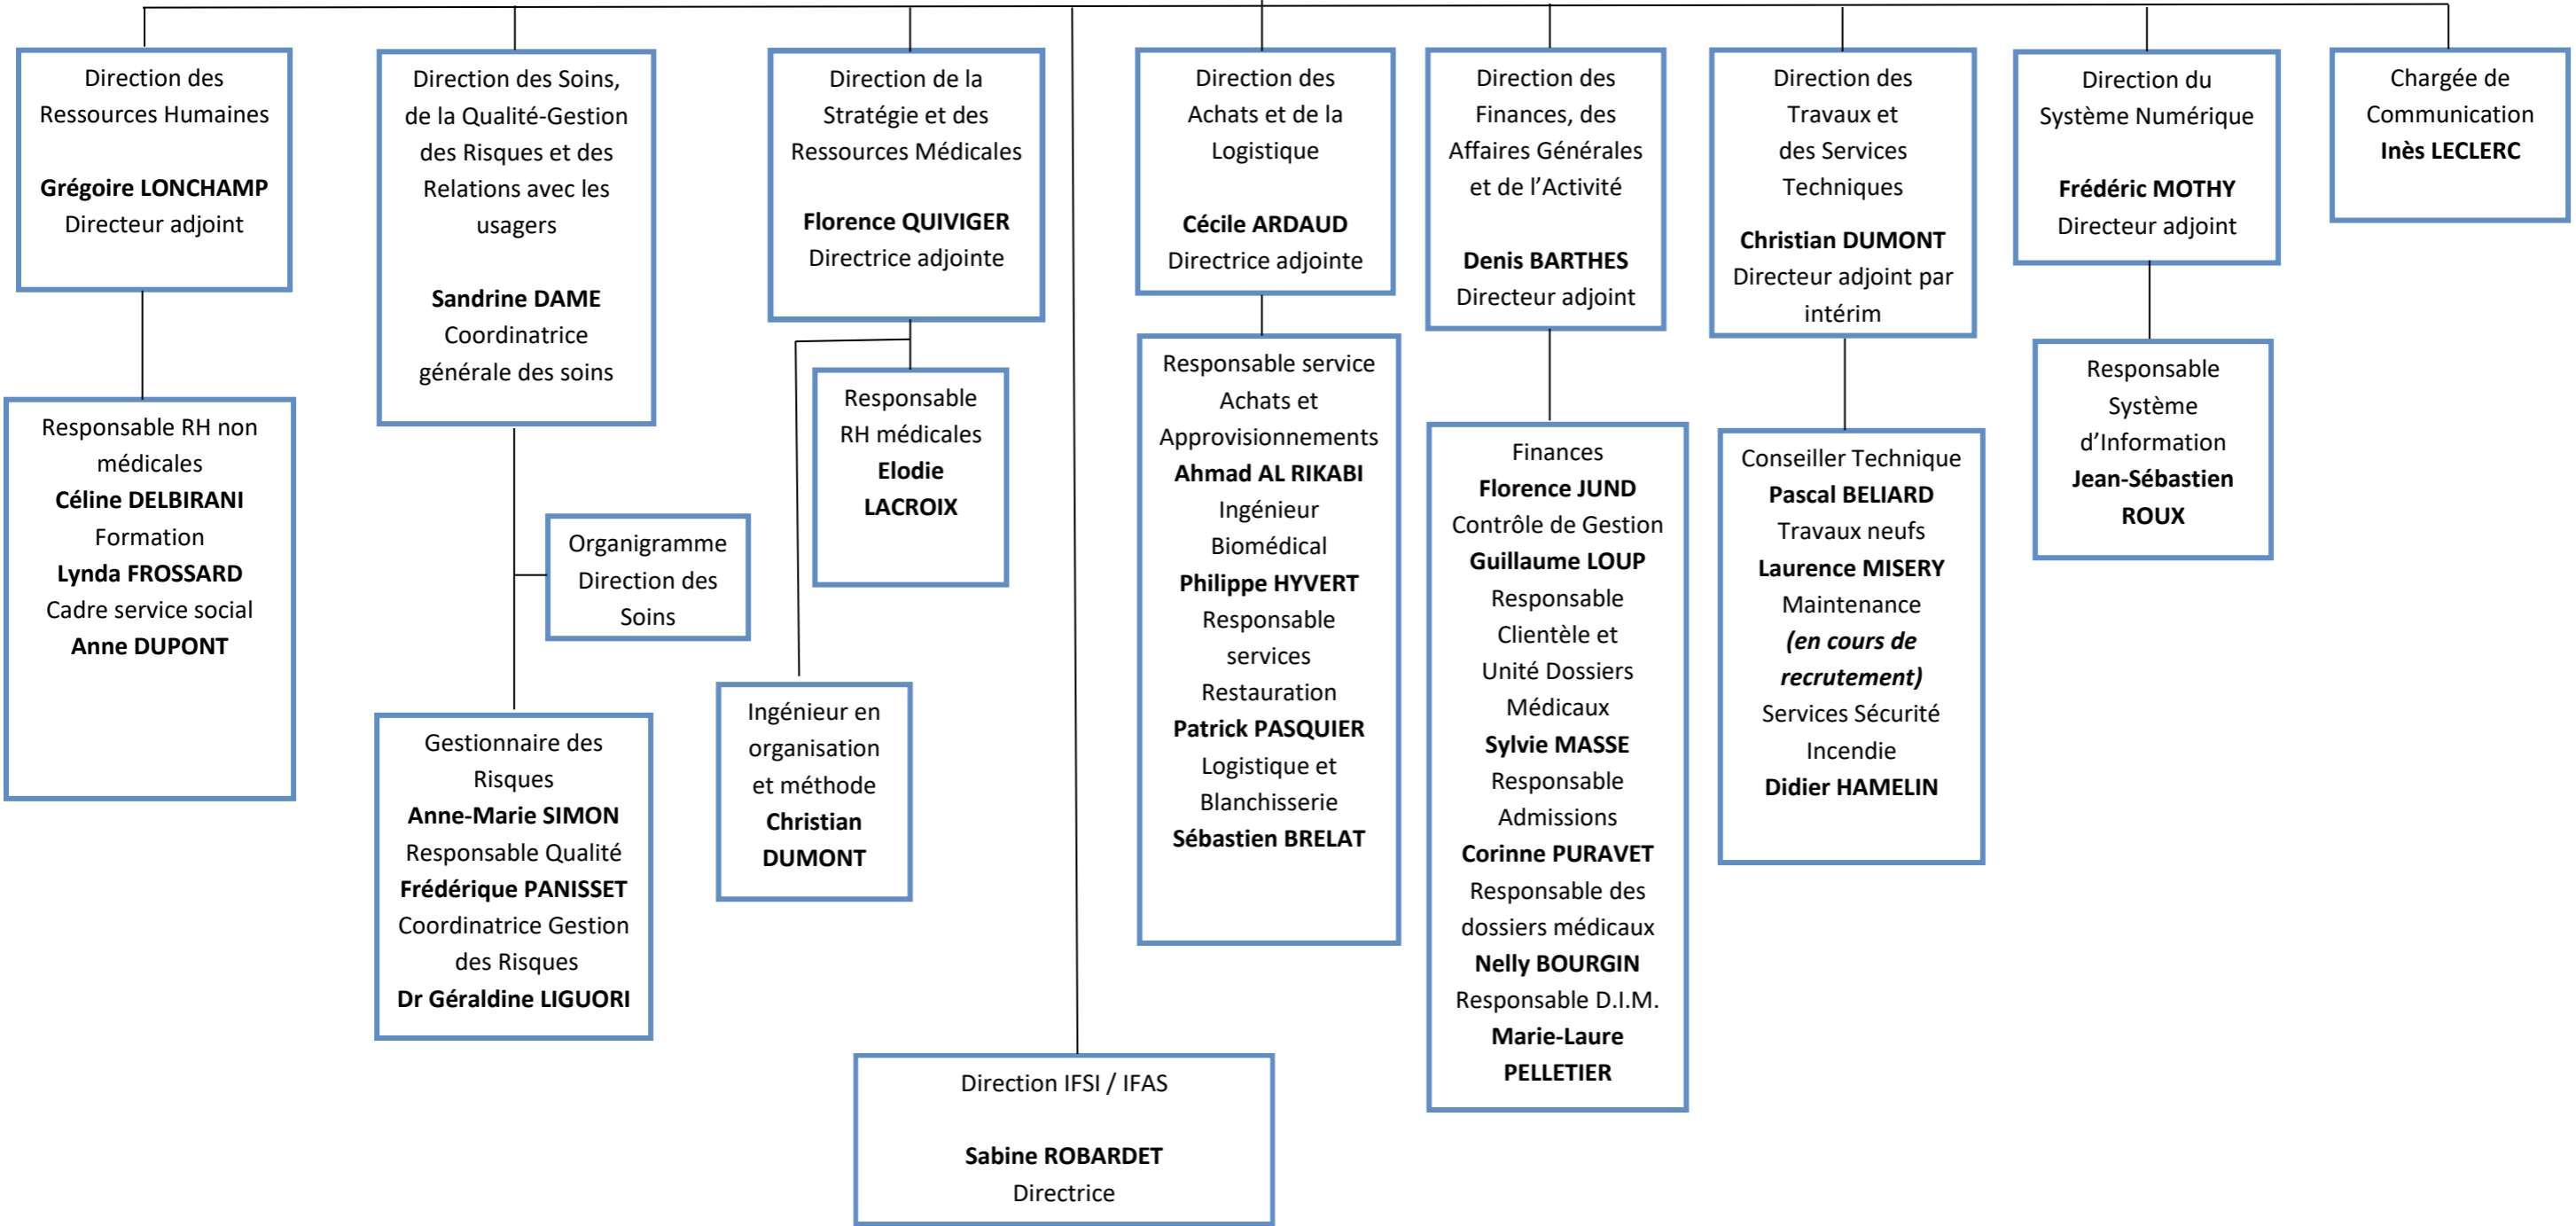 Direction des
Ressources Humaines
Grégoire LONCHAMP
Directeur adjoint
Responsable RH non
médicales
Céline DELBIRANI
Formation
Lynda FROSSARD
Cadre service social
Anne DUPONT
Direction des Soins,
de la Qualité-Gestion
des Risques et des
Relations avec les
usagers
Sandrine DAME
Coordinatrice
générale des soins
Organigramme
Direction des
Soins
Gestionnaire des
Risques
Anne-Marie SIMON
Responsable Qualité
Frédérique PANISSET
Coordinatrice Gestion
des Risques
Dr Géraldine LIGUORI
Direction de la
Stratégie et des
Ressources Médicales
Florence QUIVIGER
Directrice adjointe
Responsable
RH médicales
Elodie
LACROIX
Ingénieur en
organisation
et méthode
Christian
DUMONT
Direction IFSI / IFAS
Sabine ROBARDET
Directrice
Direction des
Achats et de la
Logistique
Cécile ARDAUD
Directrice adjointe
Responsable service
Achats et
Approvisionnements
Ahmad AL RIKABI
Ingénieur
Biomédical
Philippe HYVERT
Responsable
services
Restauration
Patrick PASQUIER
Logistique et
Blanchisserie
Sébastien BRELAT
Direction des
Finances, des
Affaires Générales
et de l’Activité
Denis BARTHES
Directeur adjoint
Finances
Florence JUND
Contrôle de Gestion
Guillaume LOUP
Responsable
Clientèle et
Unité Dossiers
Médicaux
Sylvie MASSE
Responsable
Admissions
Corinne PURAVET
Responsable des
dossiers médicaux
Nelly BOURGIN
Responsable D.I.M.
Marie-Laure
PELLETIER
Direction des
Travaux et
des Services
Techniques
Christian DUMONT
Directeur adjoint par
intérim
Conseiller Technique
Pascal BELIARD
Travaux neufs
Laurence MISERY
Maintenance
(en cours de
recrutement)
Services Sécurité
Incendie
Didier HAMELIN
Direction du
Système Numérique
Frédéric MOTHY
Directeur adjoint
Responsable
Système
d’Information
Jean-Sébastien
ROUX
Chargée de
Communication
Inès LECLERC